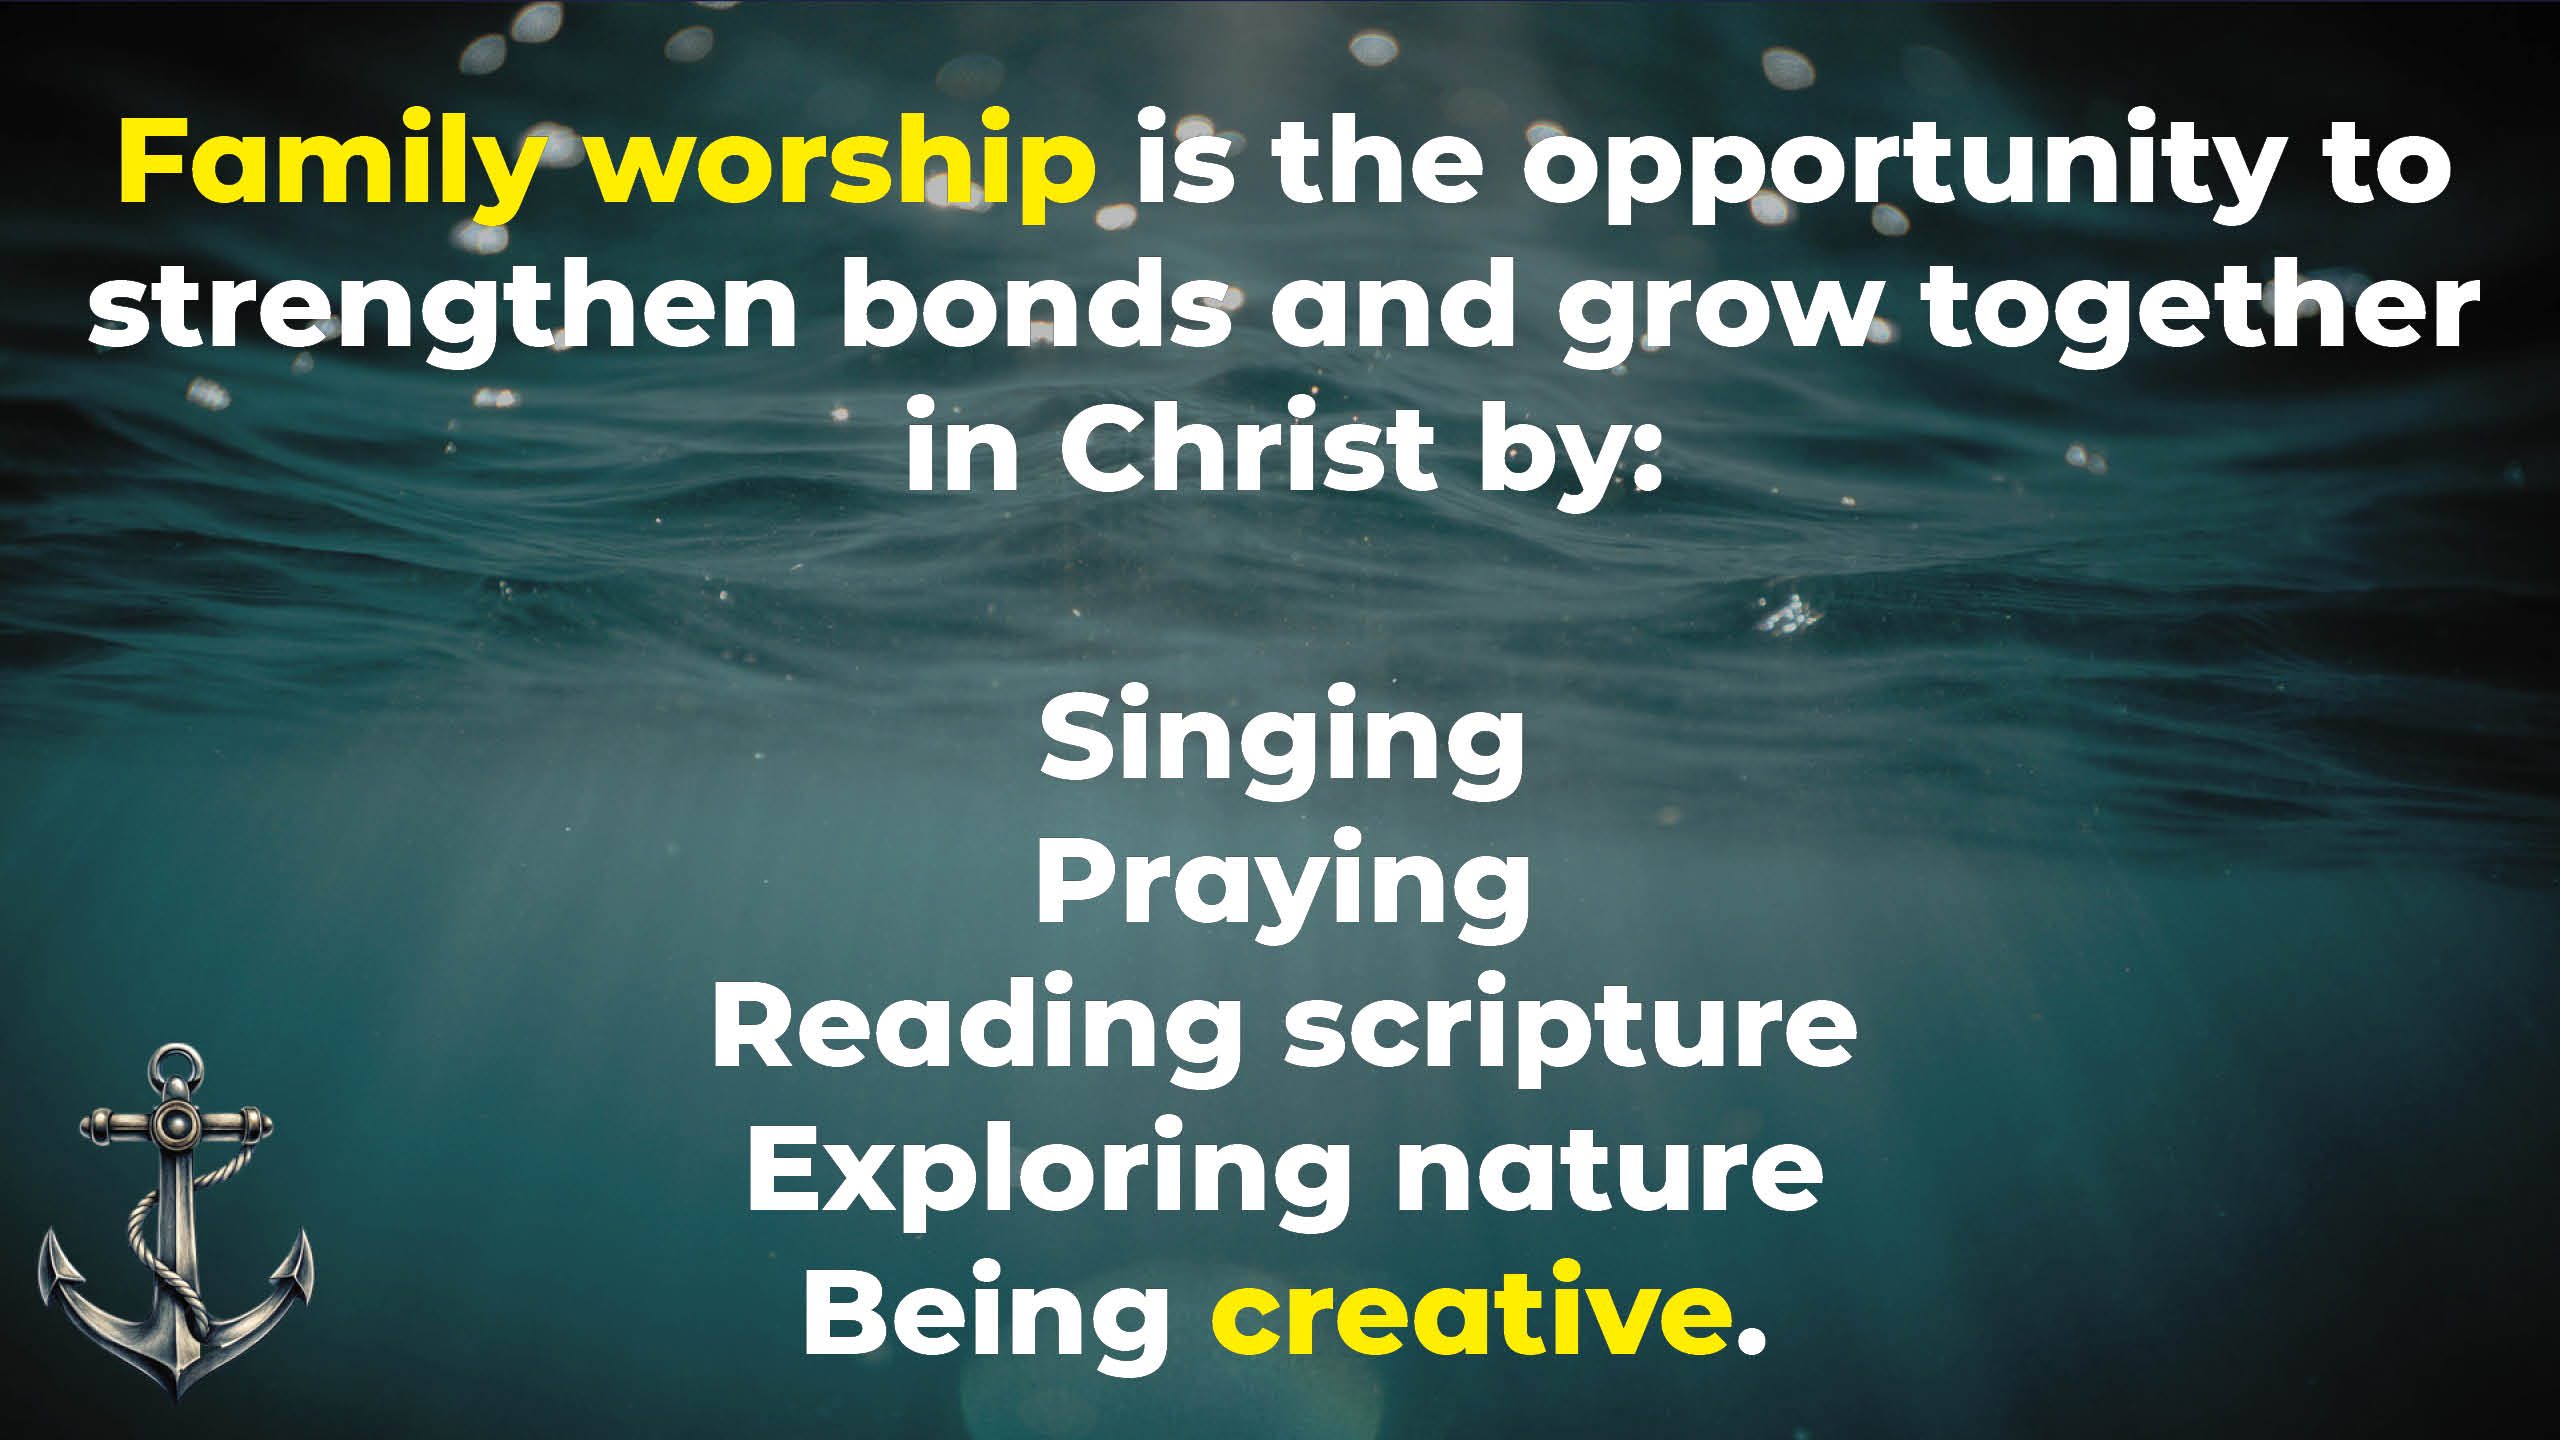 Family worship is the opportunity to
strengthen bonds and grow together
in Christ by:
Singing
Praying
Reading scripture
Exploring nature
Being creative.